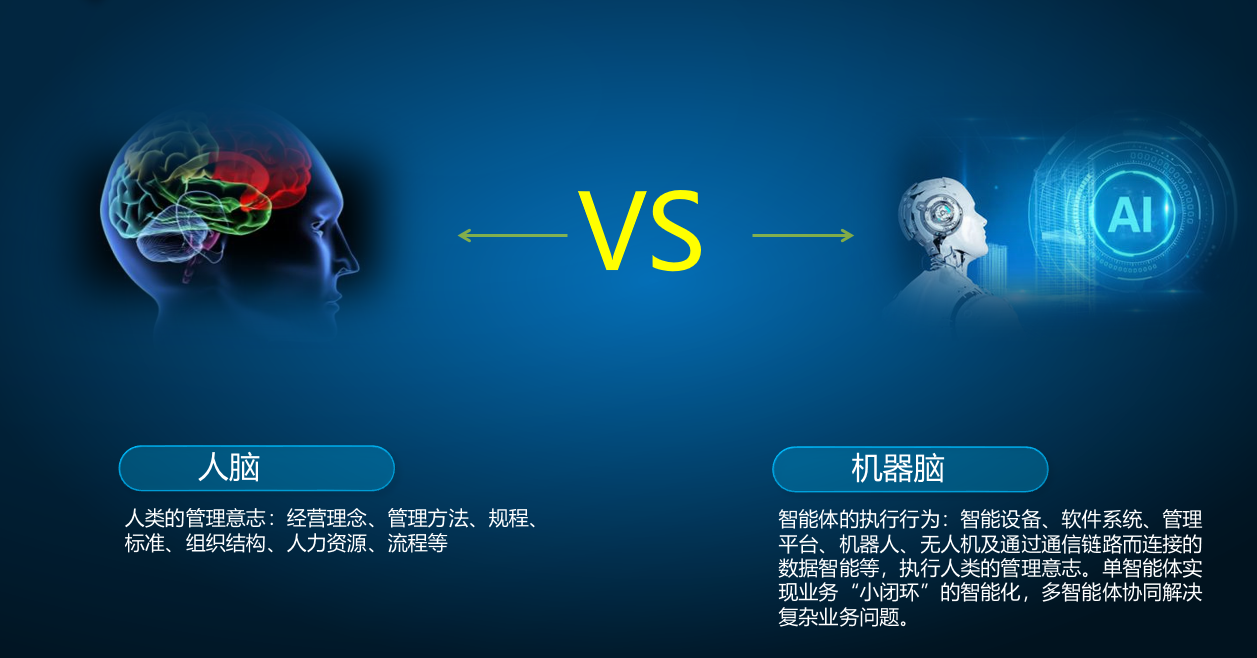 VS
AI
人脑
人类的管理意志：经营理念、管理方法、规程、
标准、组织结构、人力资源、流程等
机器脑
智能体的执行行为：智能设备、软件系统、管理
平台、机器人、无人机及通过通信链路而连接的
数据智能等，执行人类的管理意志。单智能体实
现业务“小闭环”的智能化，多智能体协同解决
复杂业务问题。